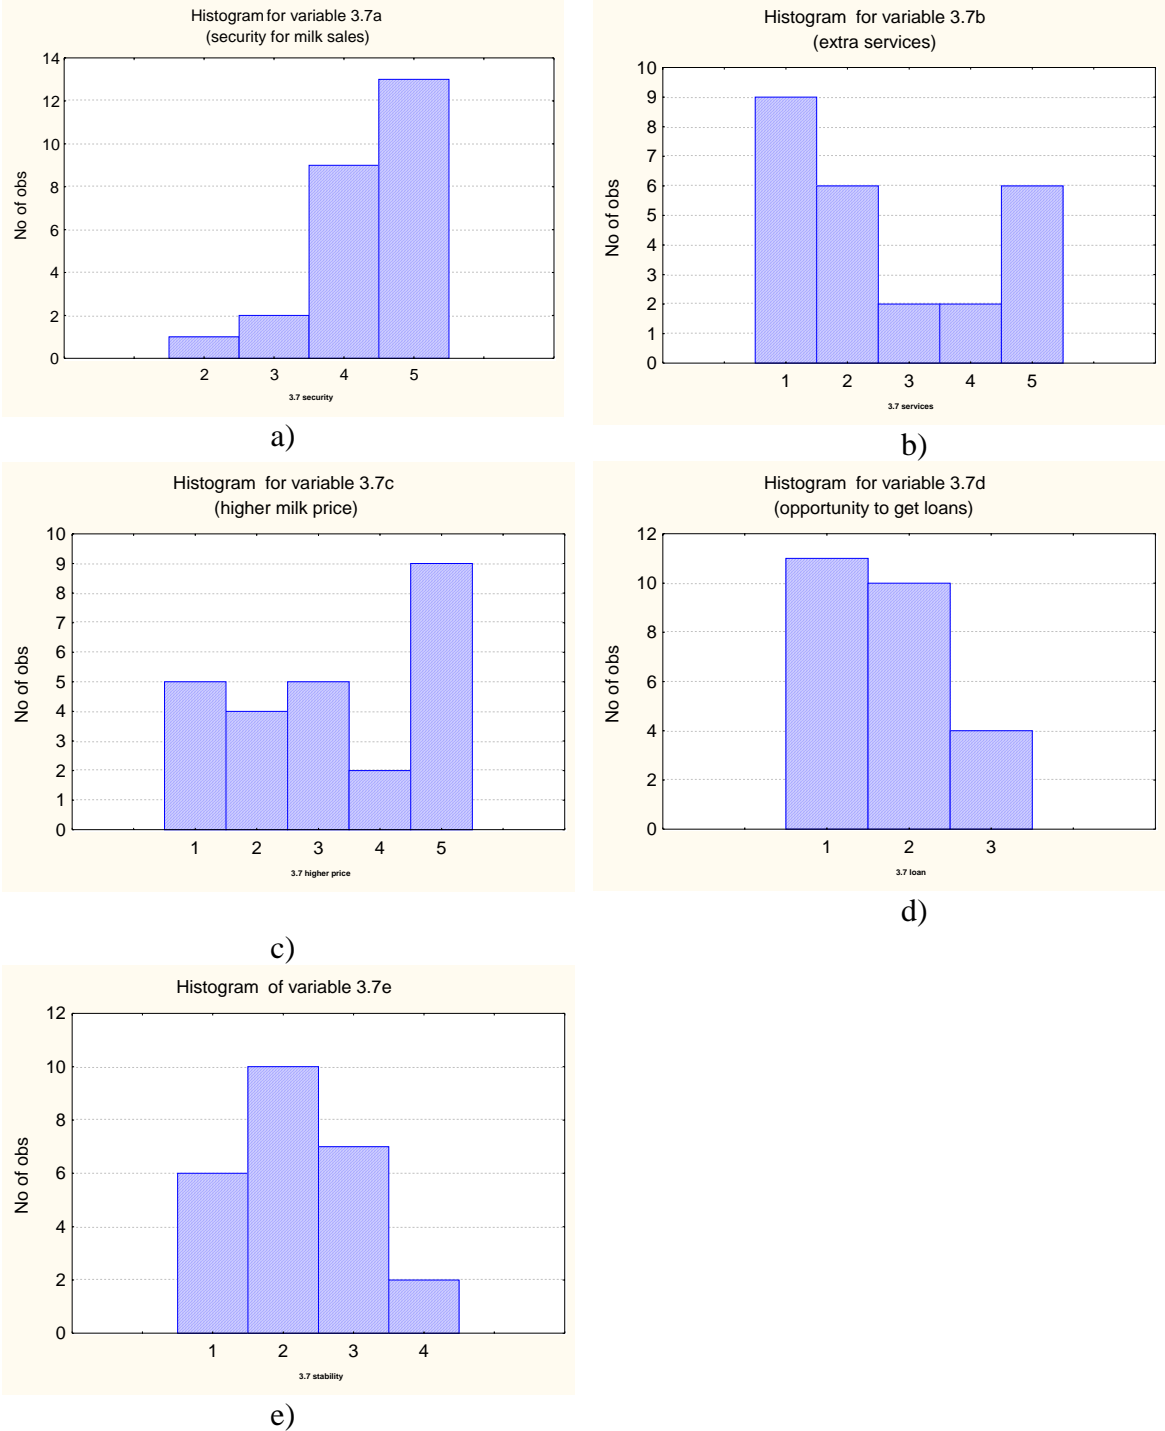 Histogram for variable 3.7a
(security for milk sales)
14
12
10
8
6
4
2
0
No of obs
2 3 4 5
3.7 security
a)
Histogram for variable 3.7b
(extra services)
10
9
8
7
6
5
4
3
2
1
0
No of obs
1 2 3 4 5
3.7 services
b)
Histogram for variable 3.7c
(higher milk price)
10
9
8
7
6
5
4
3
2
1
0
No of obs
1 2 3 4 5
3.7 higher price
c)
Histogram for variable 3.7d
(opportunity to get loans)
12
10
8
6
4
2
0
No of obs
1 2 3
3.7 loan
d)
Histogram of variable 3.7e
12
10
8
6
4
2
0
No of obs
1 2 3 4
3.7 stability
e)